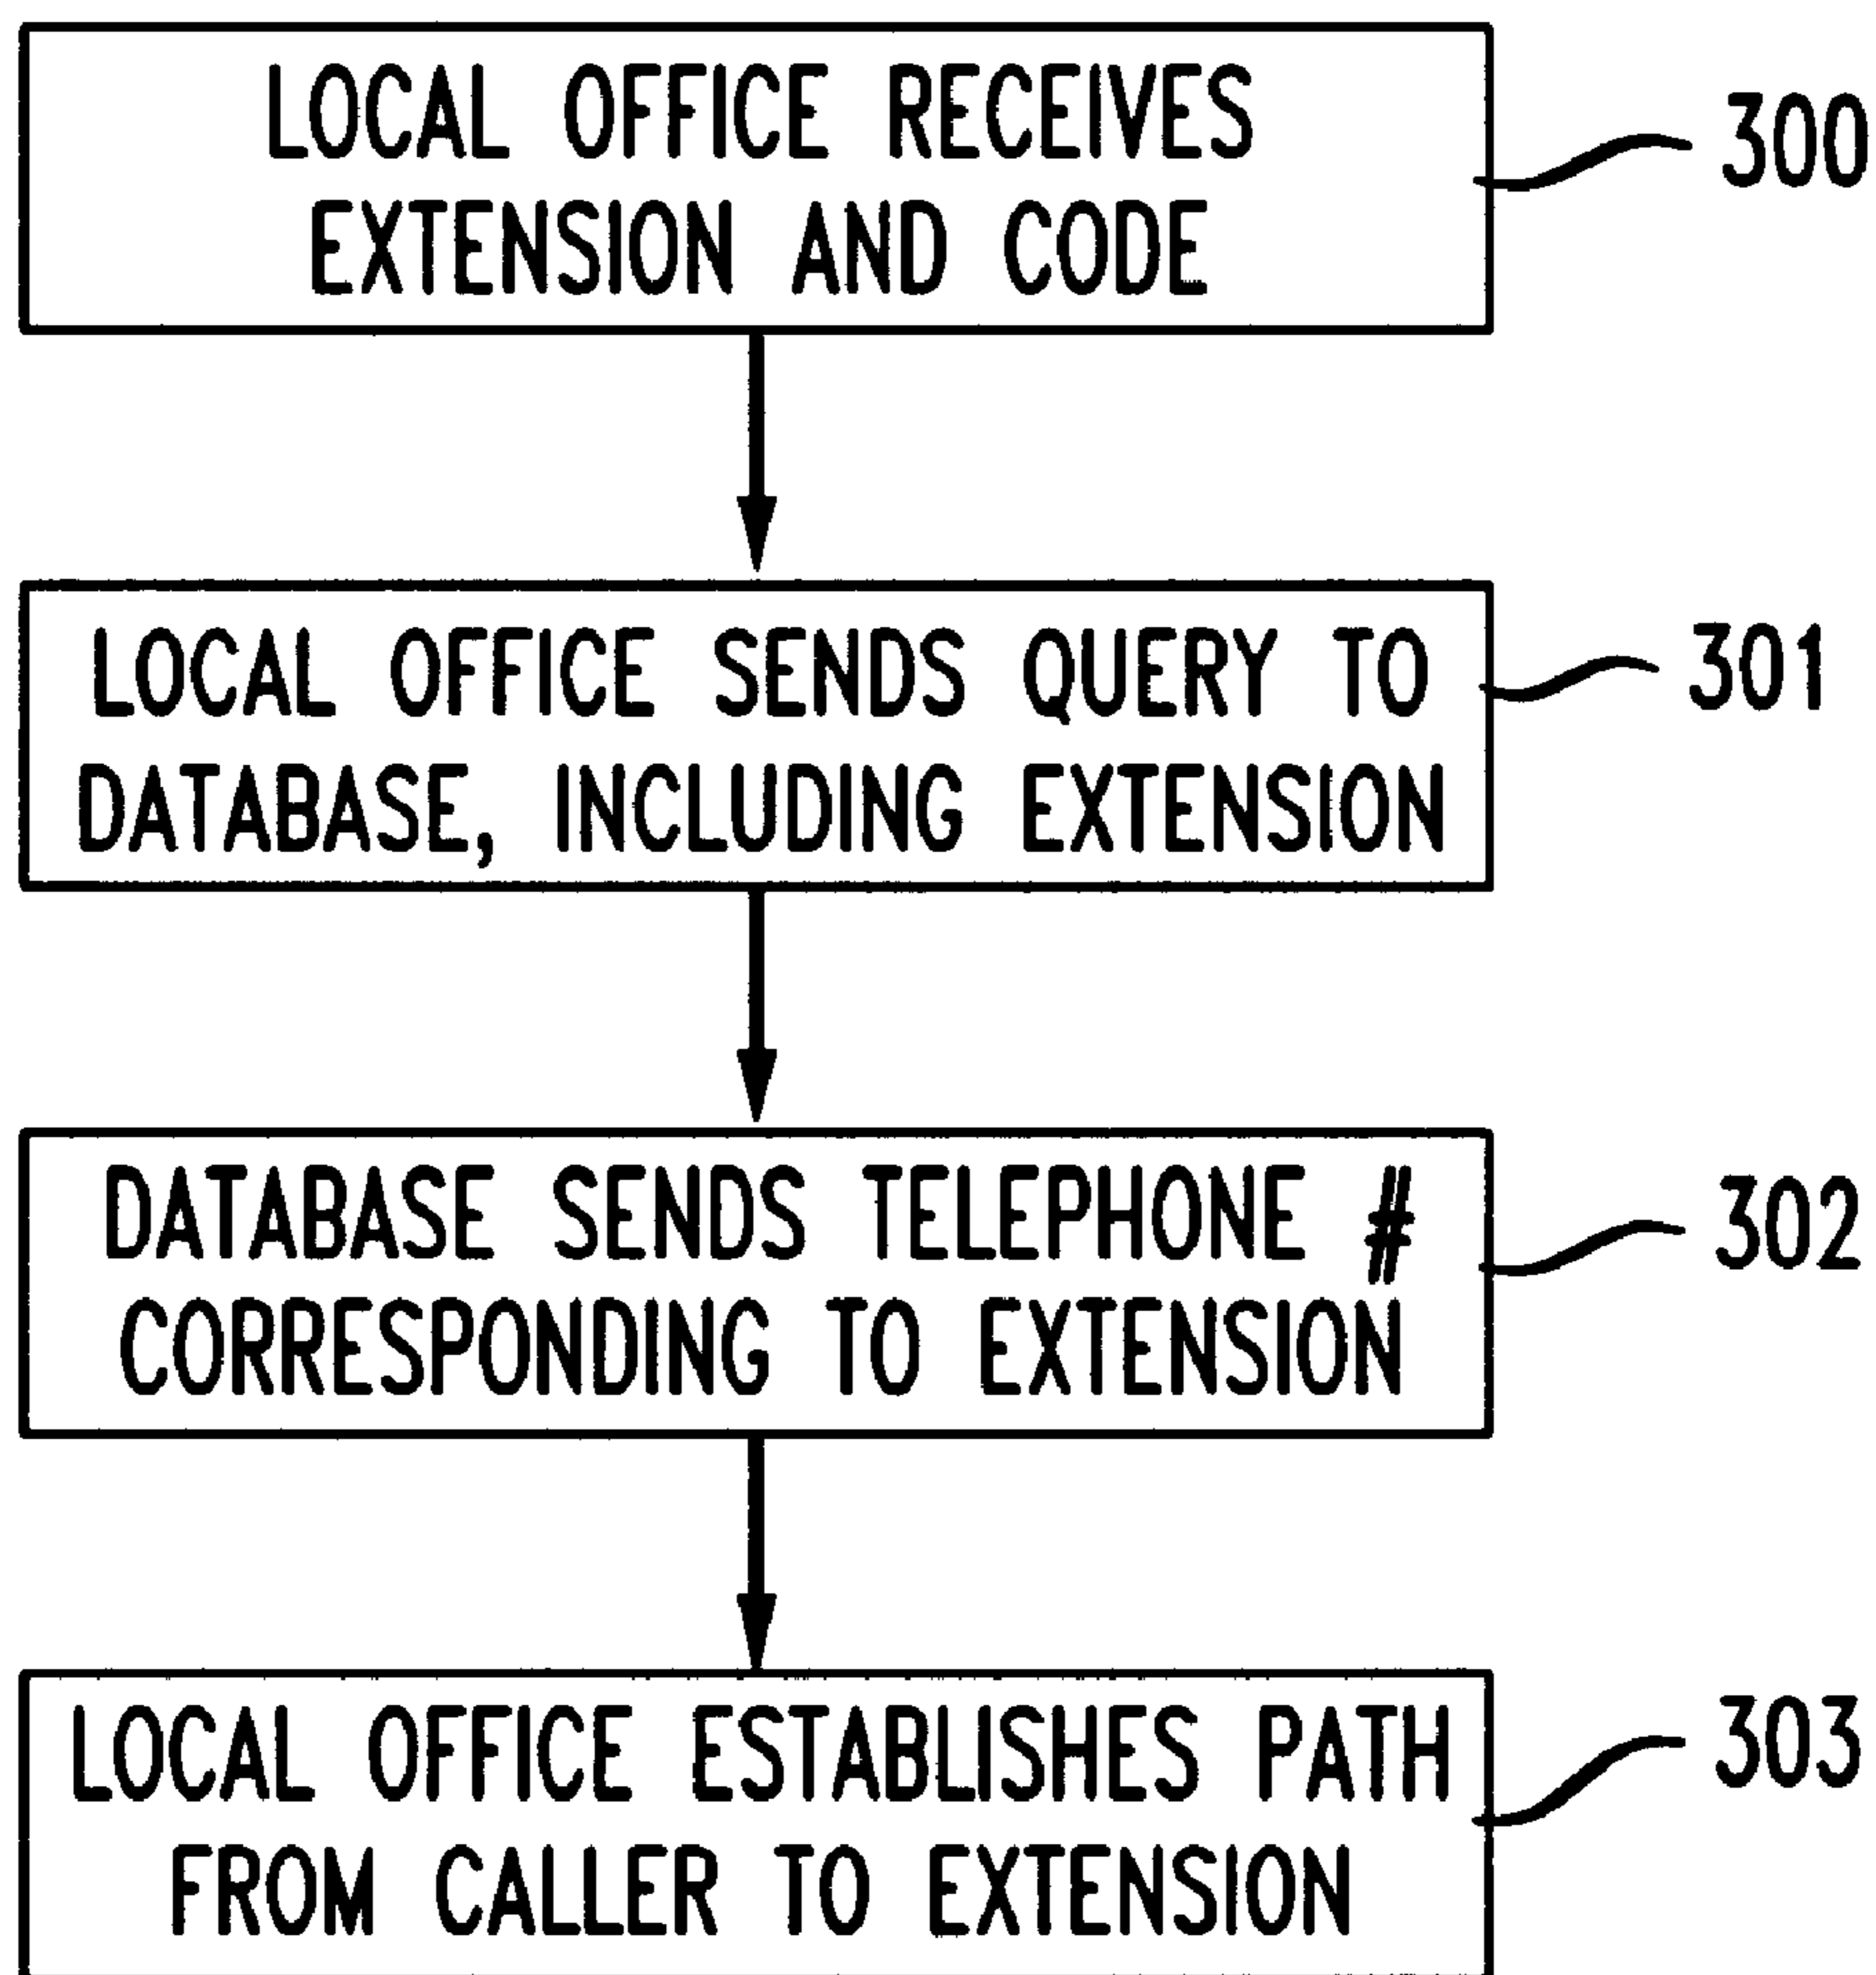 LOCAL OFFICE RECEIVES
EXTENSION AND CODE
300
LOCAL OFFICE SENDS QUERY TO
DATABASE, INCLUDING EXTENSION
301
DATABASE SENDS TELEPHONE #
CORRESPONDING TO EXTENSION
302
LOCAL OFFICE ESTABLISHES PATH
FROM CALLER TO EXTENSION
303